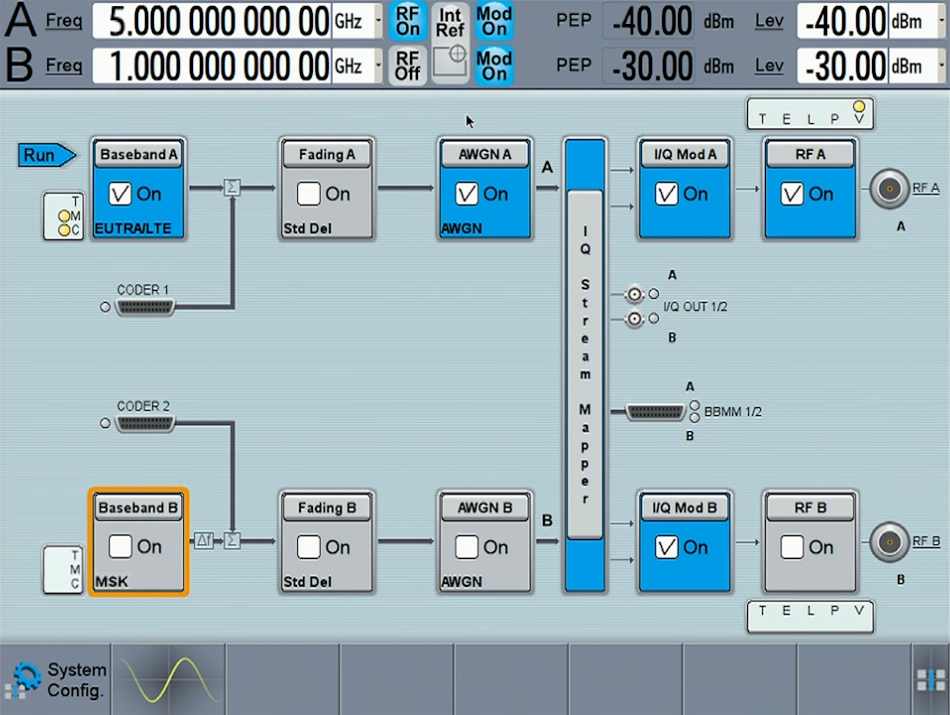 A Freq 5.000 000 000 00 GHz RF On Int Ref Mod On PEP -40.00 dBm Lev -40.00 dBm
B Freq 1.000 000 000 00 GHz RF Off Mod On PEP -30.00 dBm Lev -30.00 dBm
T E L P V
Run
Baseband A
On
EUTRA/LTE
T
M
C
Fading A
On
Std Del
AWGN A
On
AWGN
A
I/Q Mod A
On
RF A
On
RF A
A
CODER 1
IQ Stream Mapper
A
I/Q OUT 1/2
B
CODER 2
A
BBMM 1/2
B
Baseband B
On
MSK
T
M
C
Δf
Σ
Σ
Fading B
On
Std Del
AWGN B
On
AWGN
B
I/Q Mod B
On
RF B
On
RF B
B
T E L P V
System
Config.